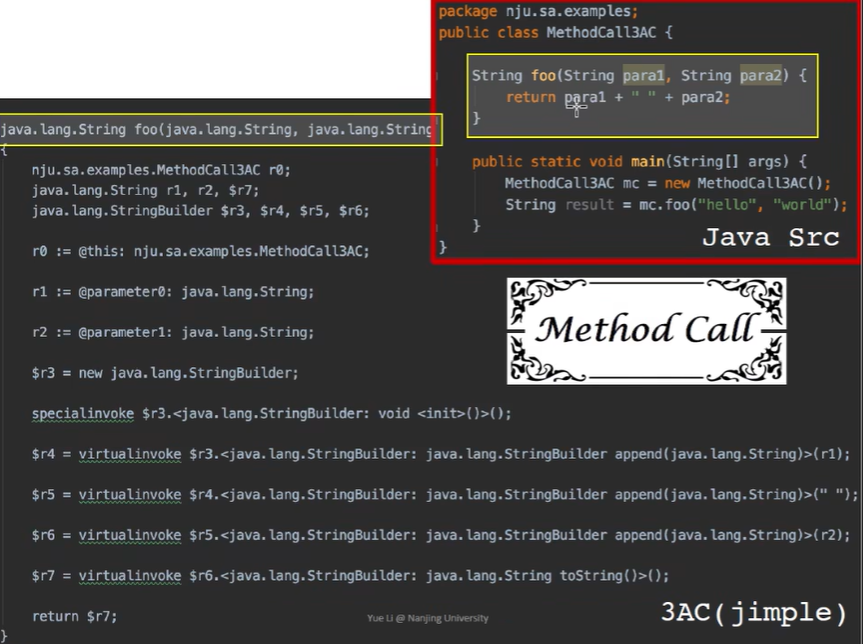 package nju.sa.examples;
public class MethodCall3AC {
String foo(String para1, String para2) {
return para1 + " " + para2;
}
public static void main(String[] args) {
MethodCall3AC mc = new MethodCall3AC();
String result = mc.foo("hello", "world");
}
}
Java Src
java.lang.String foo(java.lang.String, java.lang.String
{
nju.sa.examples.MethodCall3AC r0;
java.lang.String r1, r2, $r7;
java.lang.StringBuilder $r3, $r4, $r5, $r6;
r0 := @this: nju.sa.examples.MethodCall3AC;
r1 := @parameter0: java.lang.String;
r2 := @parameter1: java.lang.String;
$r3 = new java.lang.StringBuilder;
specialinvoke $r3.<java.lang.StringBuilder: void <init>()>();
$r4 = virtualinvoke $r3.<java.lang.StringBuilder: java.lang.StringBuilder append(java.lang.String)>(r1);
$r5 = virtualinvoke $r4.<java.lang.StringBuilder: java.lang.StringBuilder append(java.lang.String)>(" ");
$r6 = virtualinvoke $r5.<java.lang.StringBuilder: java.lang.StringBuilder append(java.lang.String)>(r2);
$r7 = virtualinvoke $r6.<java.lang.StringBuilder: java.lang.String toString()>();
return $r7;
}
Method Call
Yue Li @ Nanjing University
3AC(jimple)